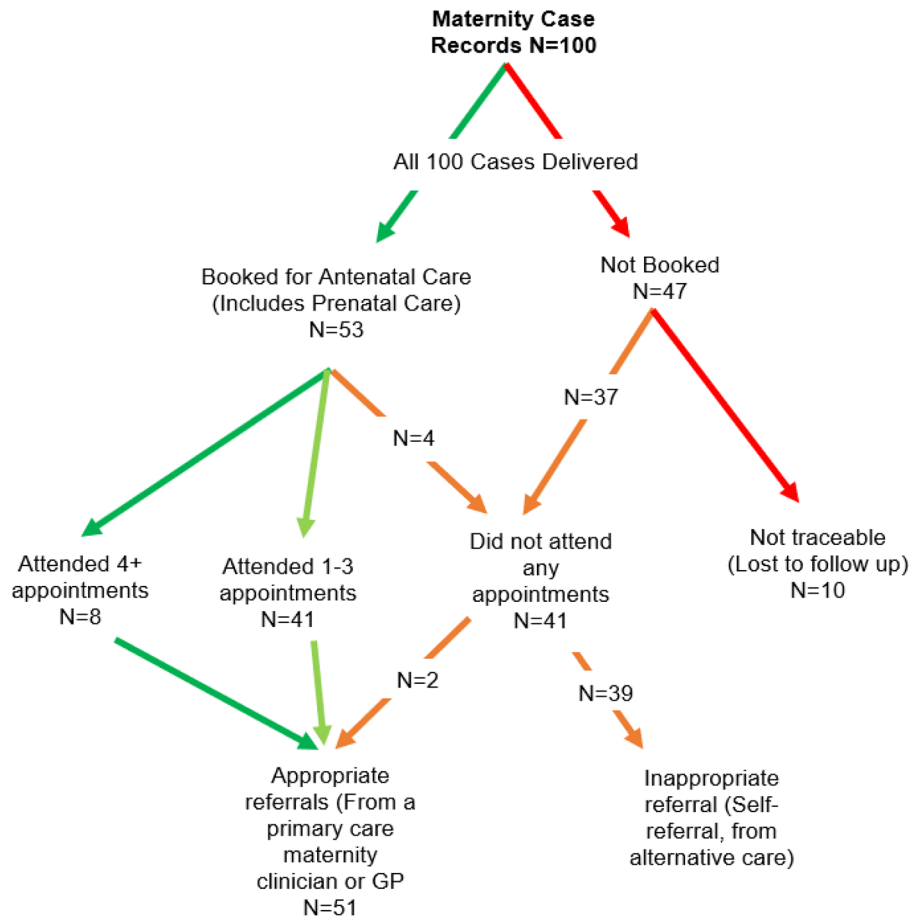 Maternity Case
Records N=100
All 100 Cases Delivered
Booked for Antenatal Care
(Includes Prenatal Care)
N=53
Not Booked
N=47
N=37
N=4
Attended 4+
appointments
N=8
Attended 1-3
appointments
N=41
Did not attend
any
appointments
N=41
Not traceable
(Lost to follow up)
N=10
N=2
N=39
Appropriate
referrals (From a
primary care
maternity
clinician or GP
N=51
Inappropriate
referral (Self-
referral, from
alternative care)